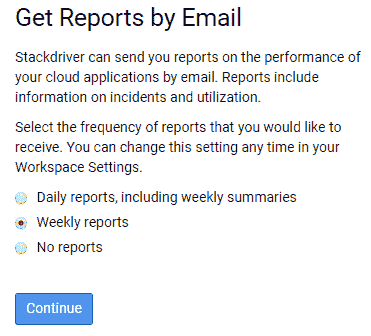 Get Reports by Email
Stackdriver can send you reports on the performance of
your cloud applications by email. Reports include
information on incidents and utilization.
Select the frequency of reports that you would like to
receive. You can change this setting any time in your
Workspace Settings.
Daily reports, including weekly summaries
Weekly reports
No reports
Continue